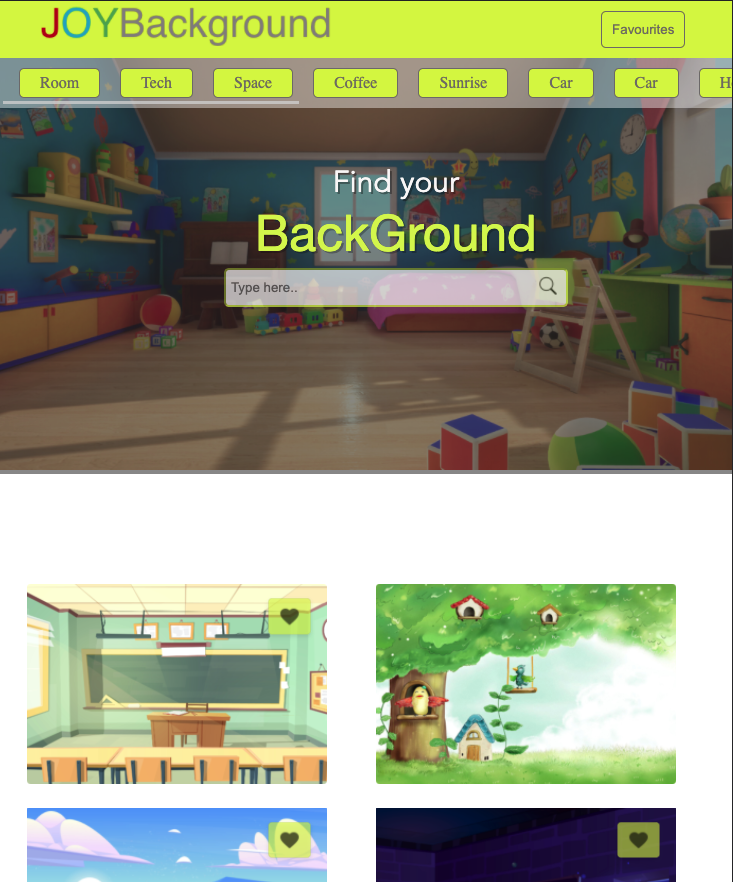 JOYBackground
Favourites
Room Tech Space Coffee Sunrise Car Car
Find your
BackGround
Type here..